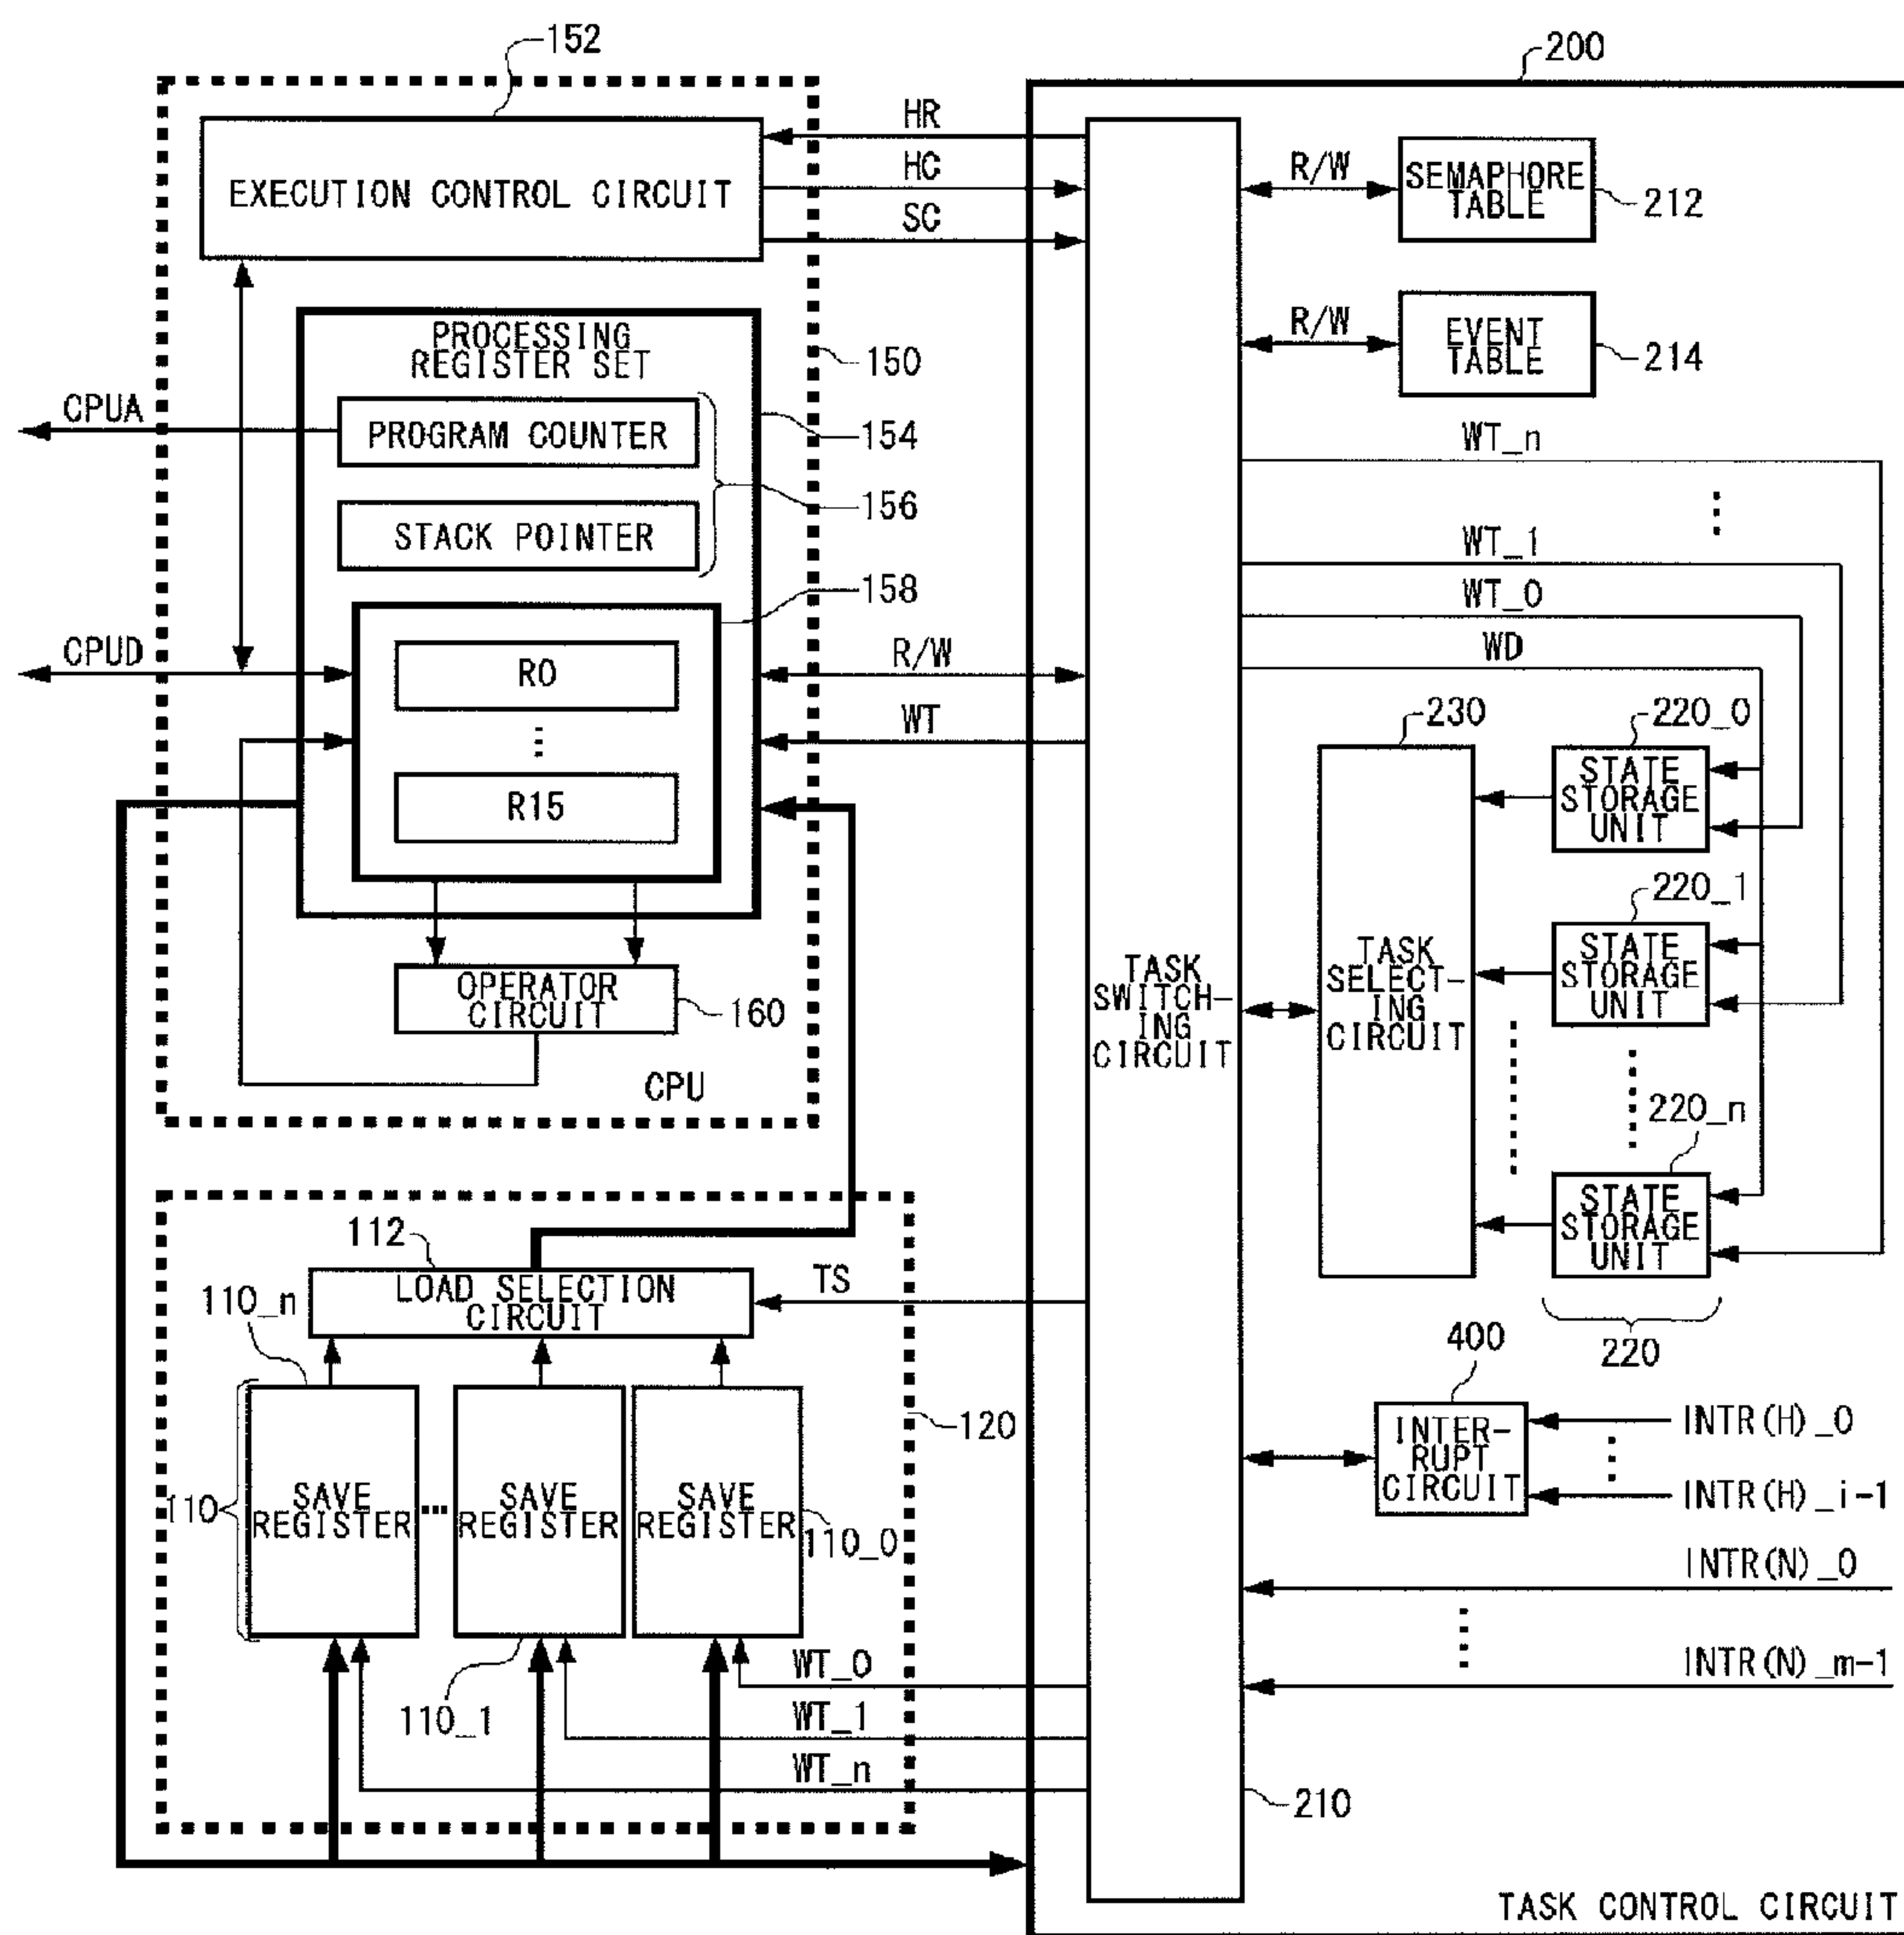 152
200
EXECUTION CONTROL CIRCUIT
HR
HC
SC
R/W
SEMAPHORE
TABLE
212
R/W
EVENT
TABLE
214
PROCESSING
REGISTER SET
150
CPUA
PROGRAM COUNTER
154
156
STACK POINTER
158
CPUD
R0
R15
R/W
WT
WT_n
WT_1
WT_0
WD
230
220_0
STATE
STORAGE
UNIT
220_1
STATE
STORAGE
UNIT
220_n
STATE
STORAGE
UNIT
220
TASK
SELECT-
ING
CIRCUIT
TASK
SWITCH-
ING
CIRCUIT
OPERATOR
CIRCUIT
160
CPU
112
LOAD SELECTION
CIRCUIT
TS
110_n
110
SAVE
REGISTER
...
SAVE
REGISTER
SAVE
REGISTER
110_0
120
110_1
WT_0
WT_1
WT_n
400
INTER-
RUPT
CIRCUIT
INTR(H)_0
INTR(H)_i-1
INTR(N)_0
INTR(N)_m-1
210
TASK CONTROL CIRCUIT